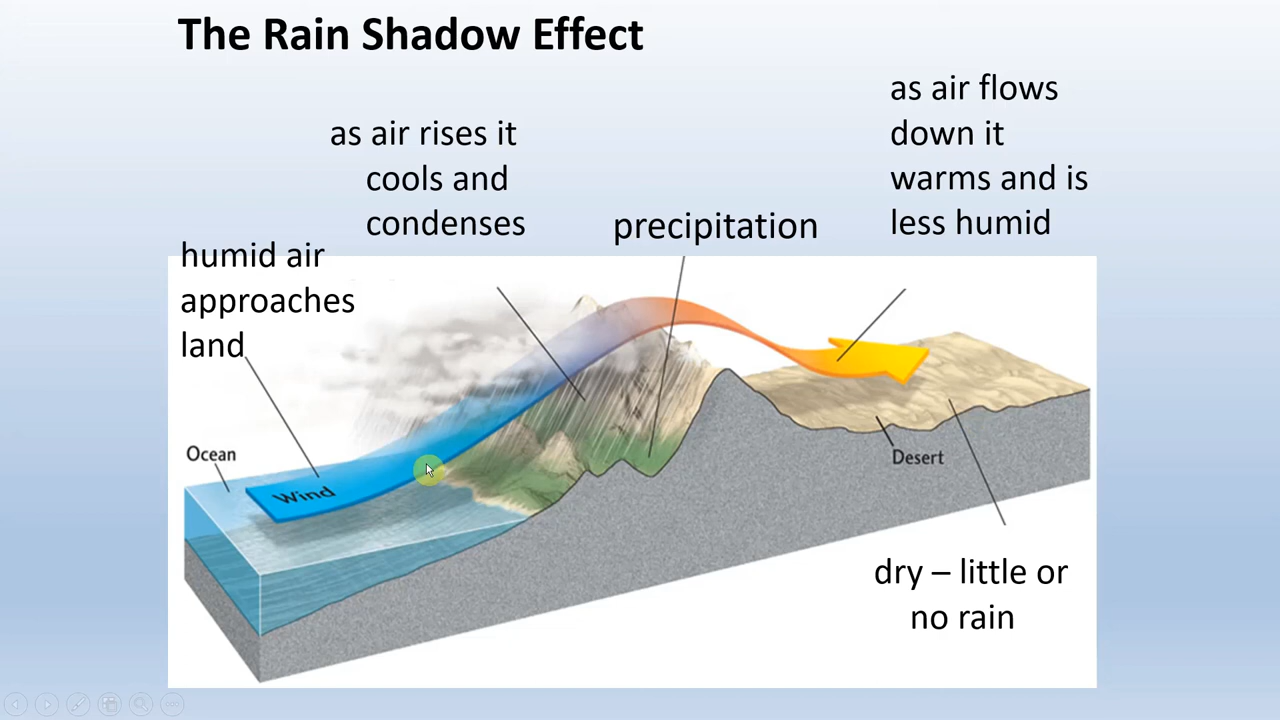 The Rain Shadow Effect
as air flows
down it
warms and is
less humid
as air rises it
cools and
condenses
precipitation
humid air
approaches
land
Ocean
Wind
Desert
dry – little or
no rain